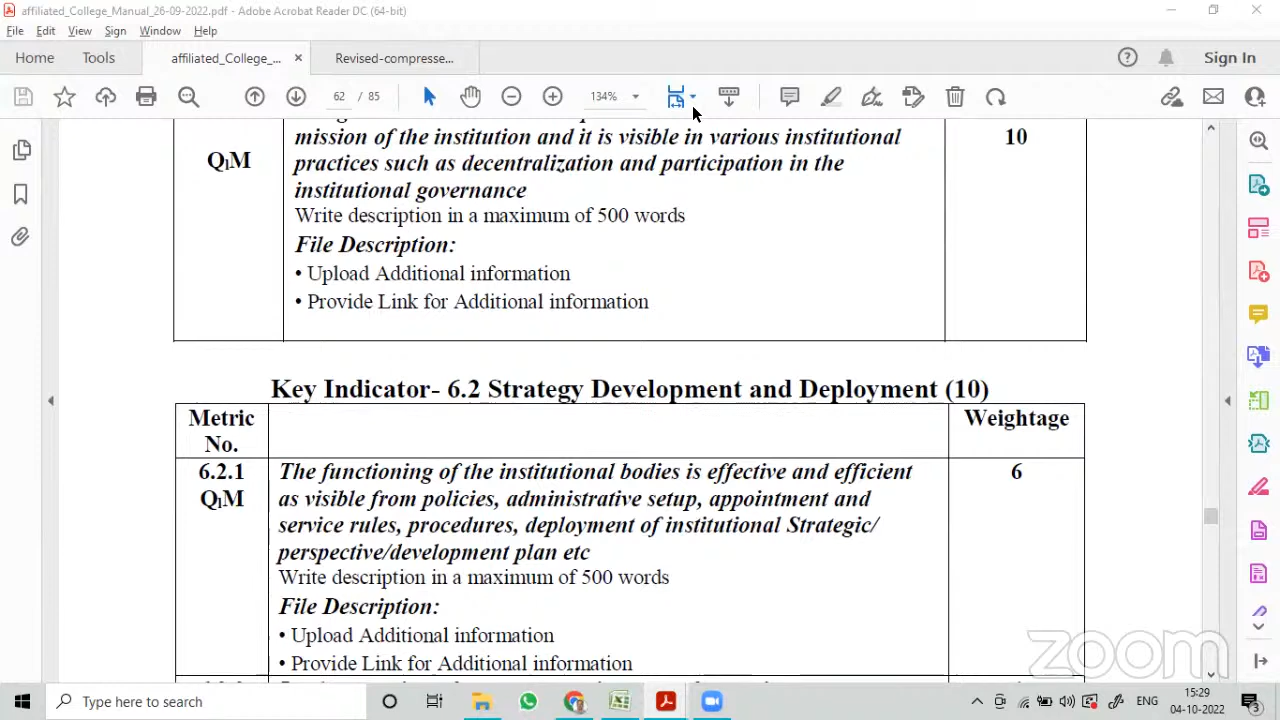 affiliated_College_Manual_26-09-2022.pdf - Adobe Acrobat Reader DC (64-bit)
File Edit View Sign Window Help
Home Tools affiliated_College_... × Revised-compresse... Sign In
62 / 85 134%
mission of the institution and it is visible in various institutional 10
QlM practices such as decentralization and participation in the
institutional governance
Write description in a maximum of 500 words
File Description:
• Upload Additional information
• Provide Link for Additional information
Key Indicator- 6.2 Strategy Development and Deployment (10)
Metric No. Weightage
6.2.1 The functioning of the institutional bodies is effective and efficient 6
QlM as visible from policies, administrative setup, appointment and
service rules, procedures, deployment of institutional Strategic/
perspective/development plan etc
Write description in a maximum of 500 words
File Description:
• Upload Additional information
• Provide Link for Additional information
zoom
Type here to search ENG 15:29
04-10-2022 3